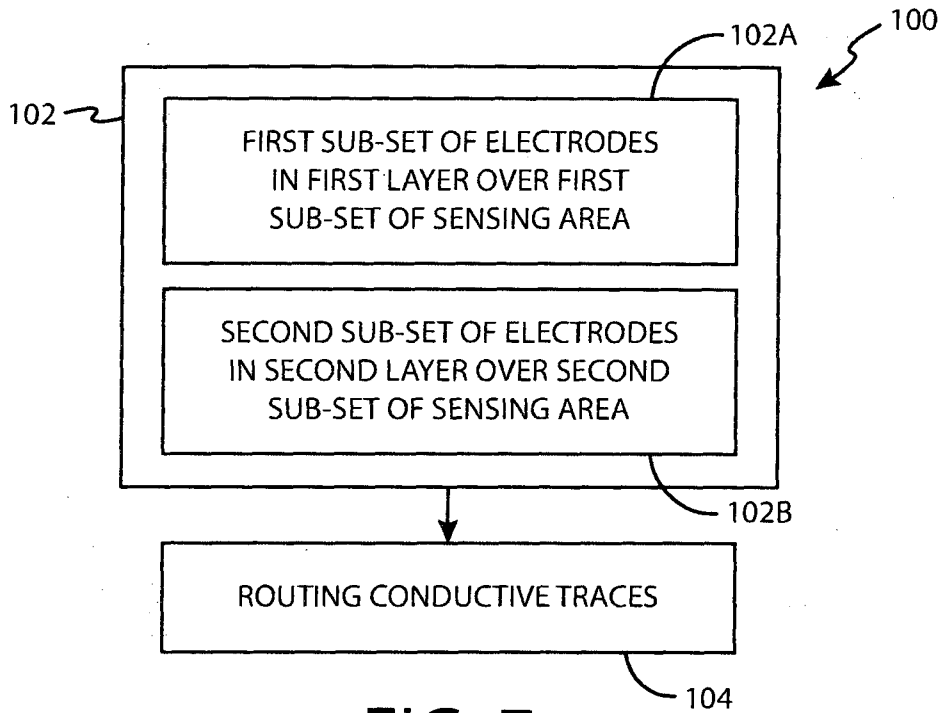 100
102A
102
FIRST SUB-SET OF ELECTRODES
IN FIRST LAYER OVER FIRST
SUB-SET OF SENSING AREA
SECOND SUB-SET OF ELECTRODES
IN SECOND LAYER OVER SECOND
SUB-SET OF SENSING AREA
102B
ROUTING CONDUCTIVE TRACES
104